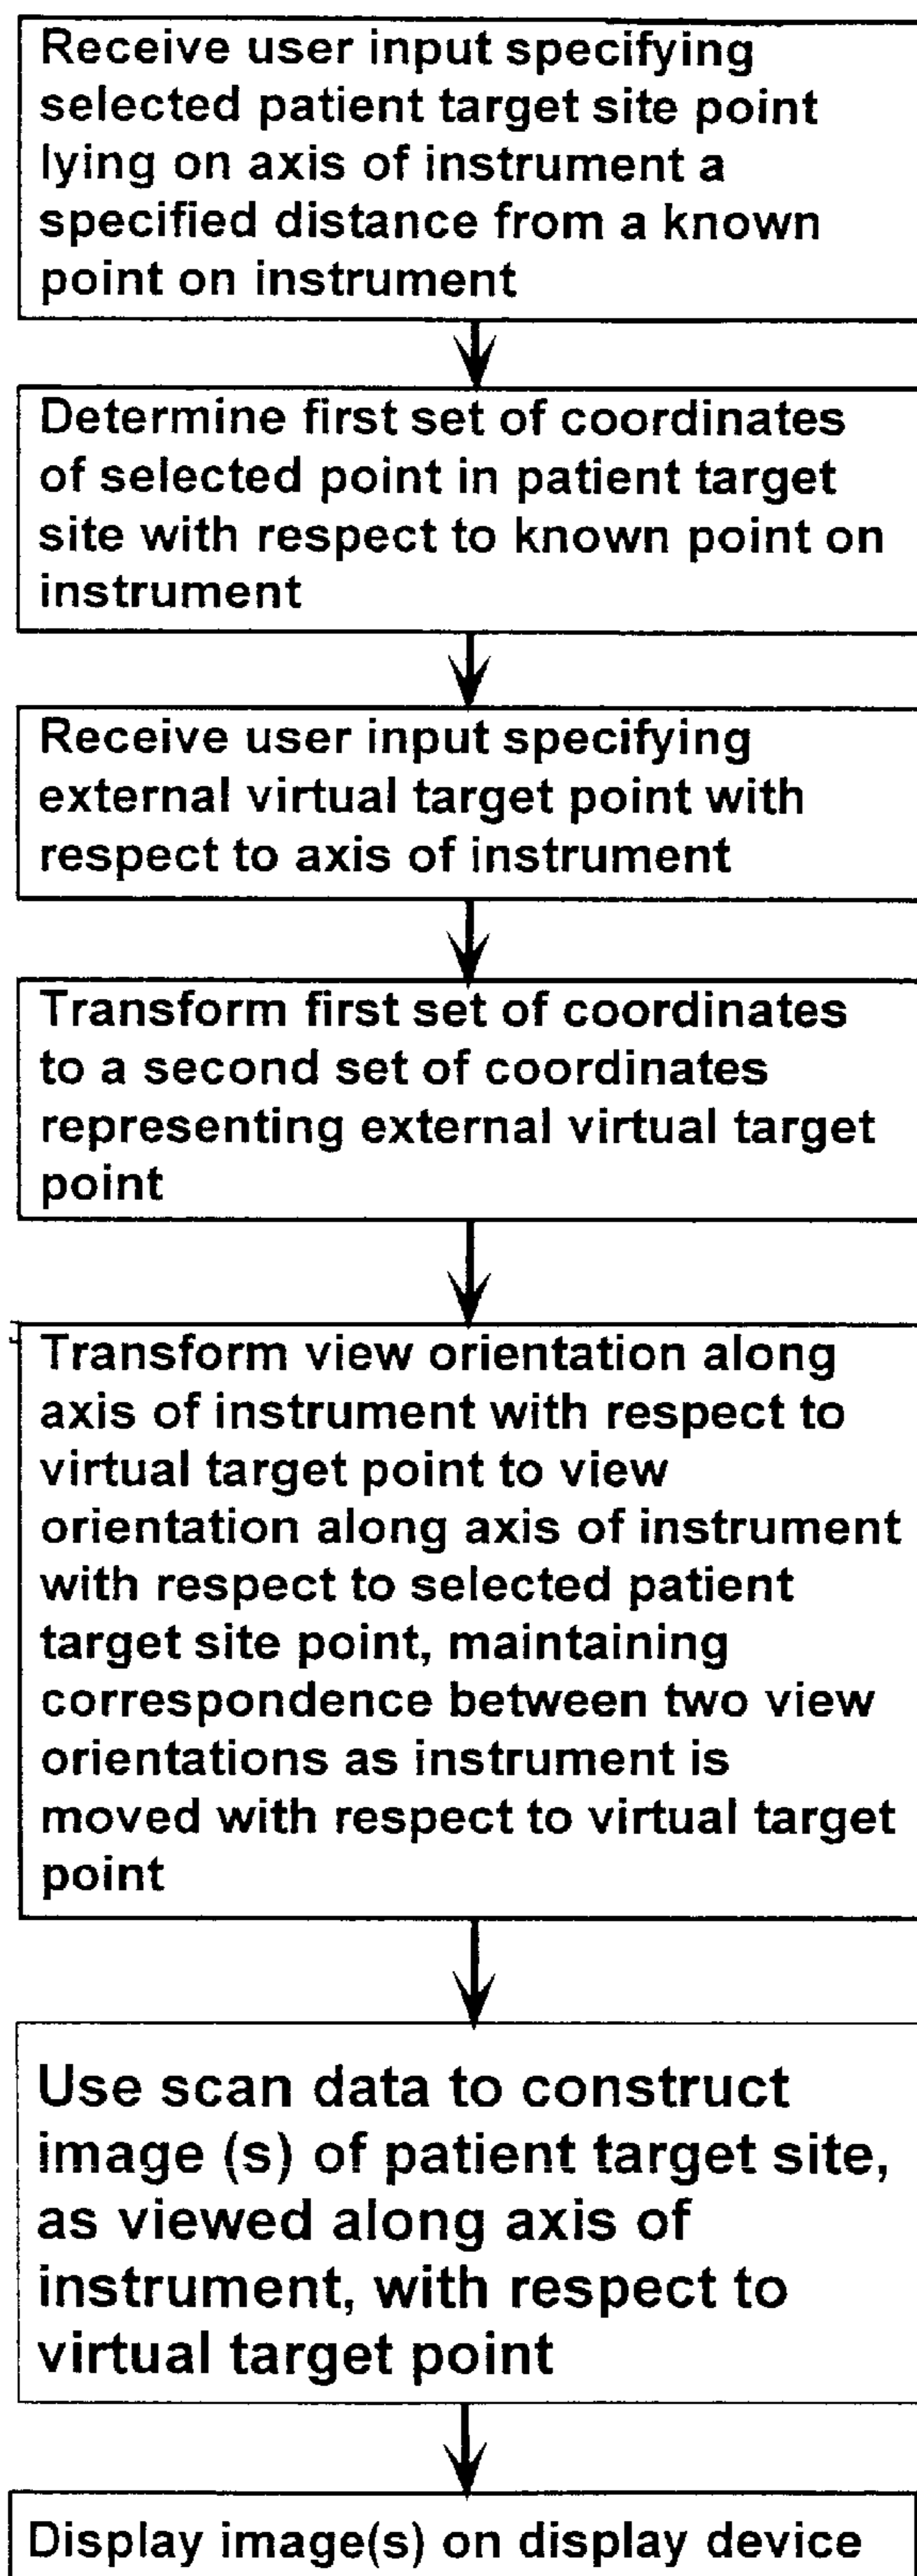 Receive user input specifying
selected patient target site point
lying on axis of instrument a
specified distance from a known
point on instrument
Determine first set of coordinates
of selected point in patient target
site with respect to known point on
instrument
Receive user input specifying
external virtual target point with
respect to axis of instrument
Transform first set of coordinates
to a second set of coordinates
representing external virtual target
point
Transform view orientation along
axis of instrument with respect to
virtual target point to view
orientation along axis of instrument
with respect to selected patient
target site point, maintaining
correspondence between two view
orientations as instrument is
moved with respect to virtual target
point
Use scan data to construct
image (s) of patient target site,
as viewed along axis of
instrument, with respect to
virtual target point
Display image(s) on display device